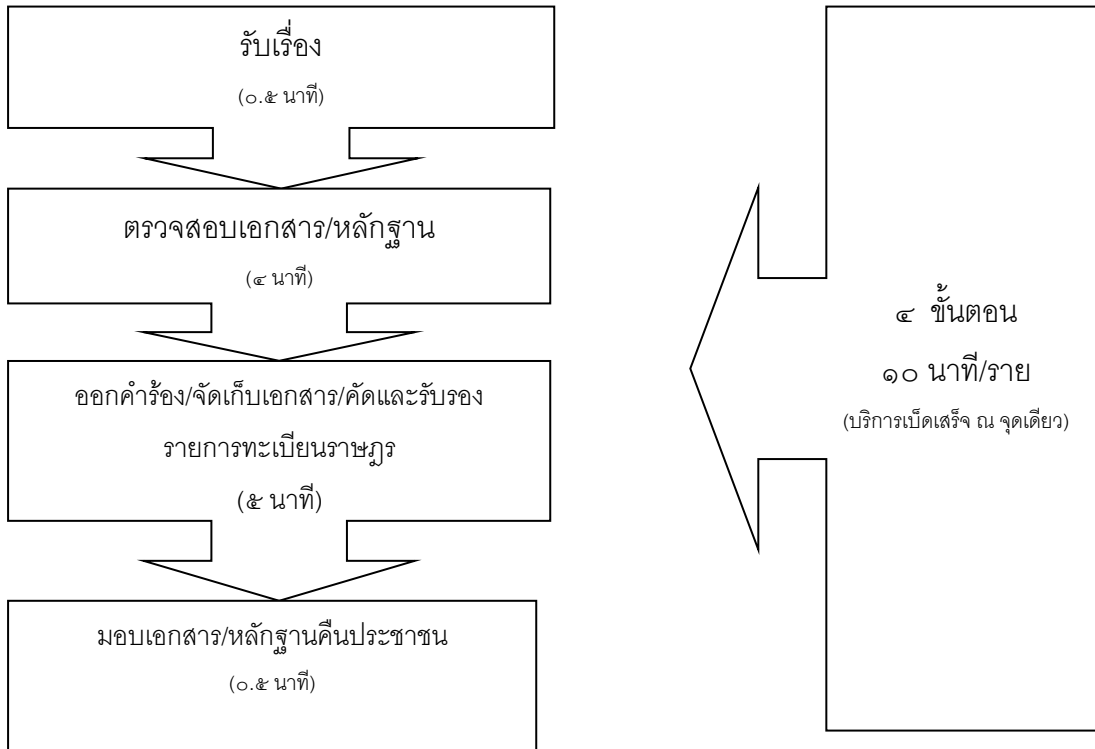 รับเรื่อง
(๐.๕ นาที)
ตรวจสอบเอกสาร/หลักฐาน
(๔ นาที)
ออกคำร้อง/จัดเก็บเอกสาร/คัดและรับรอง
รายการทะเบียนราษฎร
(๕ นาที)
มอบเอกสาร/หลักฐานคืนประชาชน
(๐.๕ นาที)
๔ ขั้นตอน
๑๐ นาที/ราย
(บริการเบ็ดเสร็จ ณ จุดเดียว)